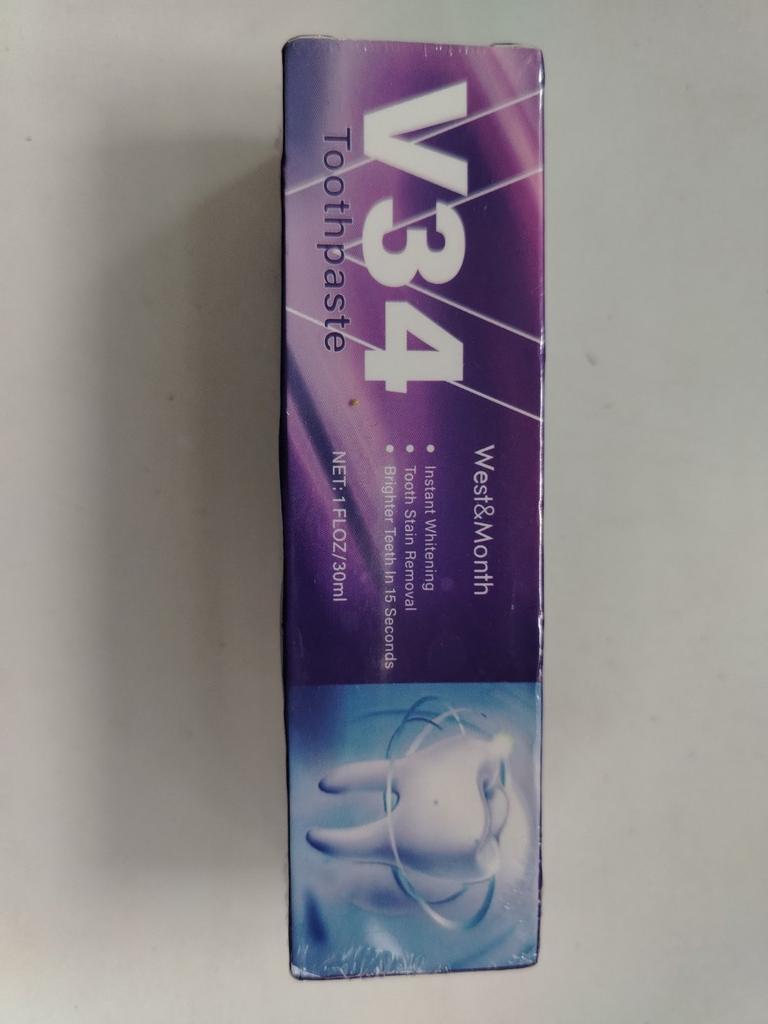 V34
Toothpaste
West&Month
• Instant Whitening
• Tooth Stain Removal
• Brighter Teeth In 15 Seconds
NET: 1 FLOZ/30ml